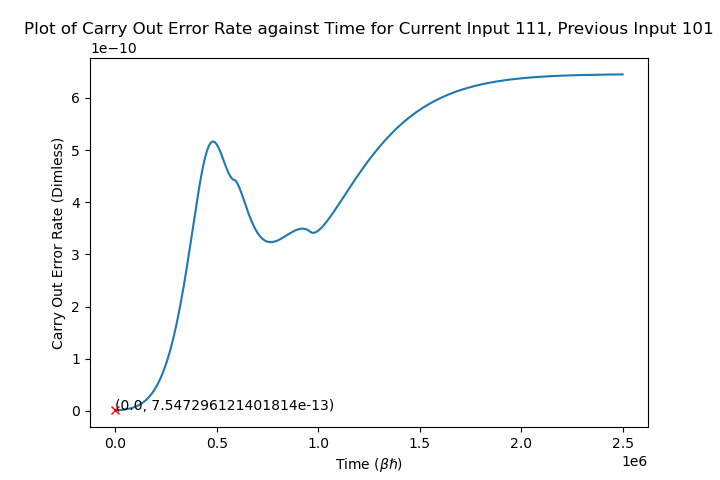 Plot of Carry Out Error Rate against Time for Current Input 111, Previous Input 101
1e−10
6
5
4
3
2
1
0
Carry Out Error Rate (Dimless)
(0.0, 7.547296121401814e-13)
0.0 0.5 1.0 1.5 2.0 2.5
1e6
Time (βħ)